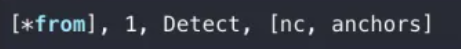 [*from], 1, Detect, [nc, anchors]